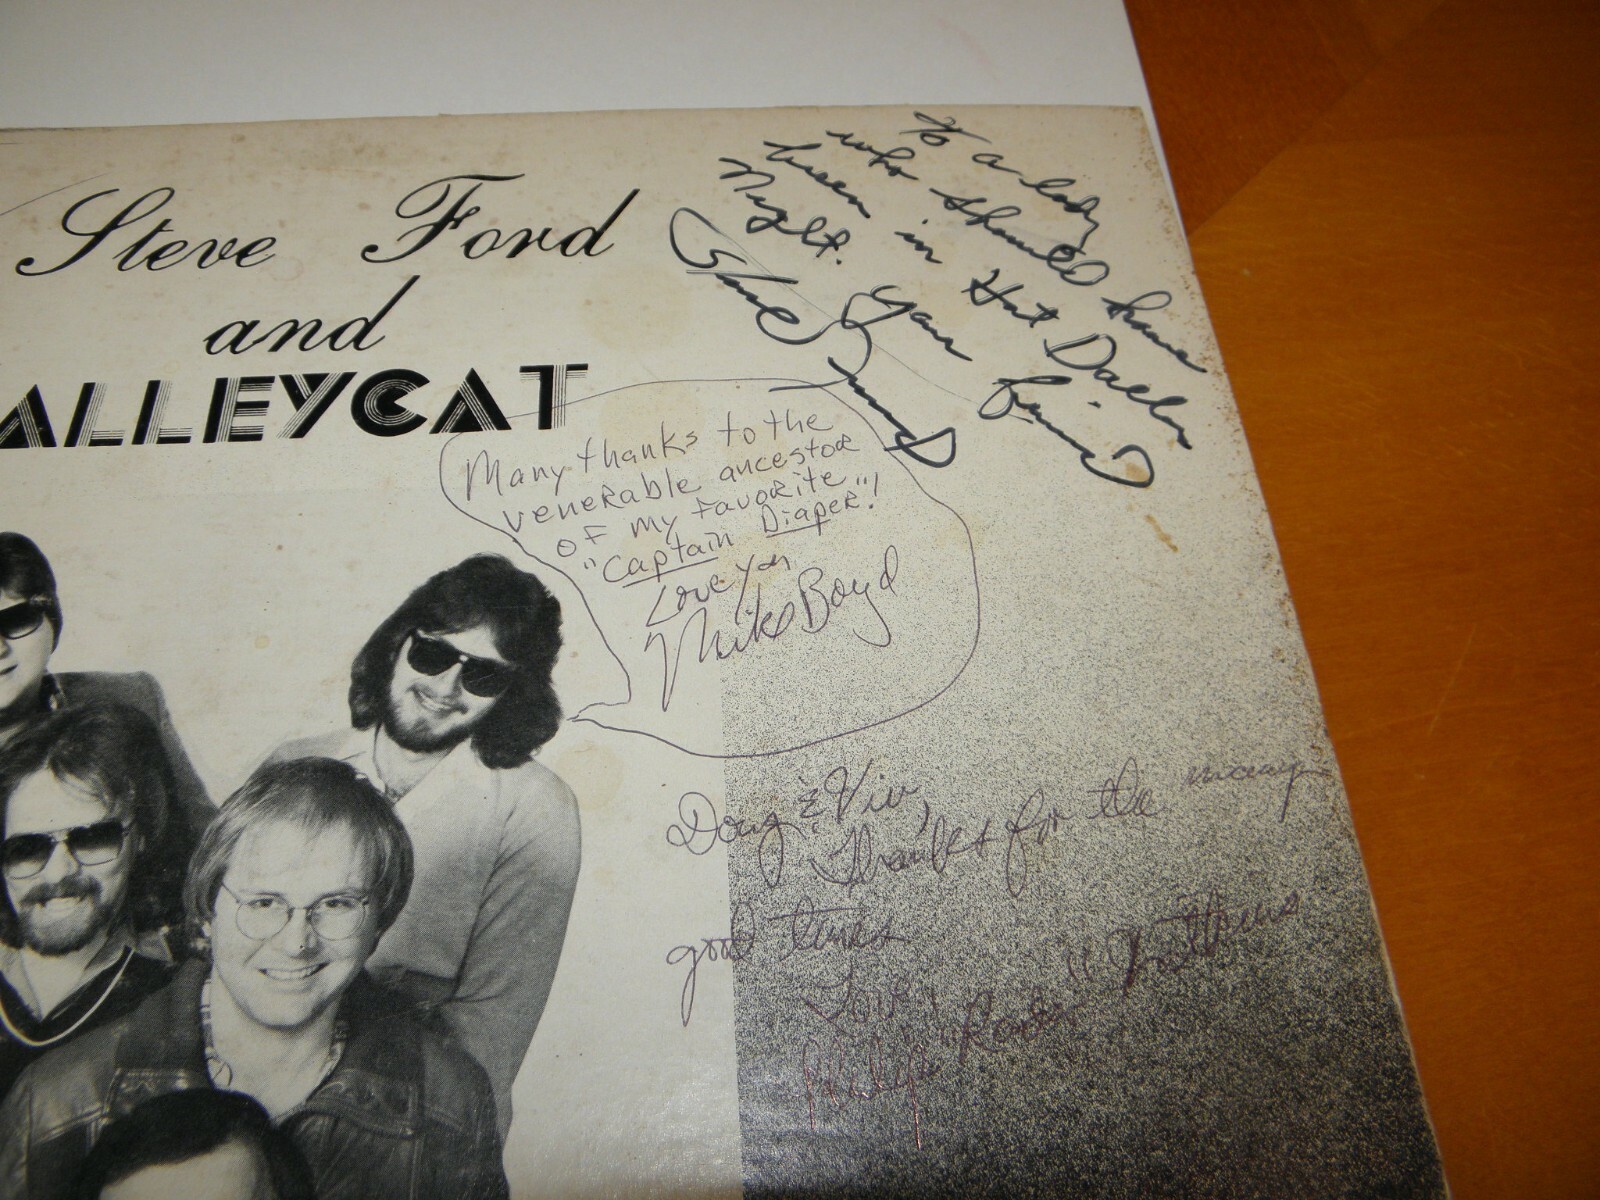 Steve Ford
and
ALLEYCAT
To a lady
who should have
been in Hot Dallas
Night. Your friend
Steve
Many thanks to the
venerable ancestor
of my favorite
"Captain Diaper"!
Love you
Mike Boyd
Doug & Viv,
Thanks for the many
good times
Love,
Philip